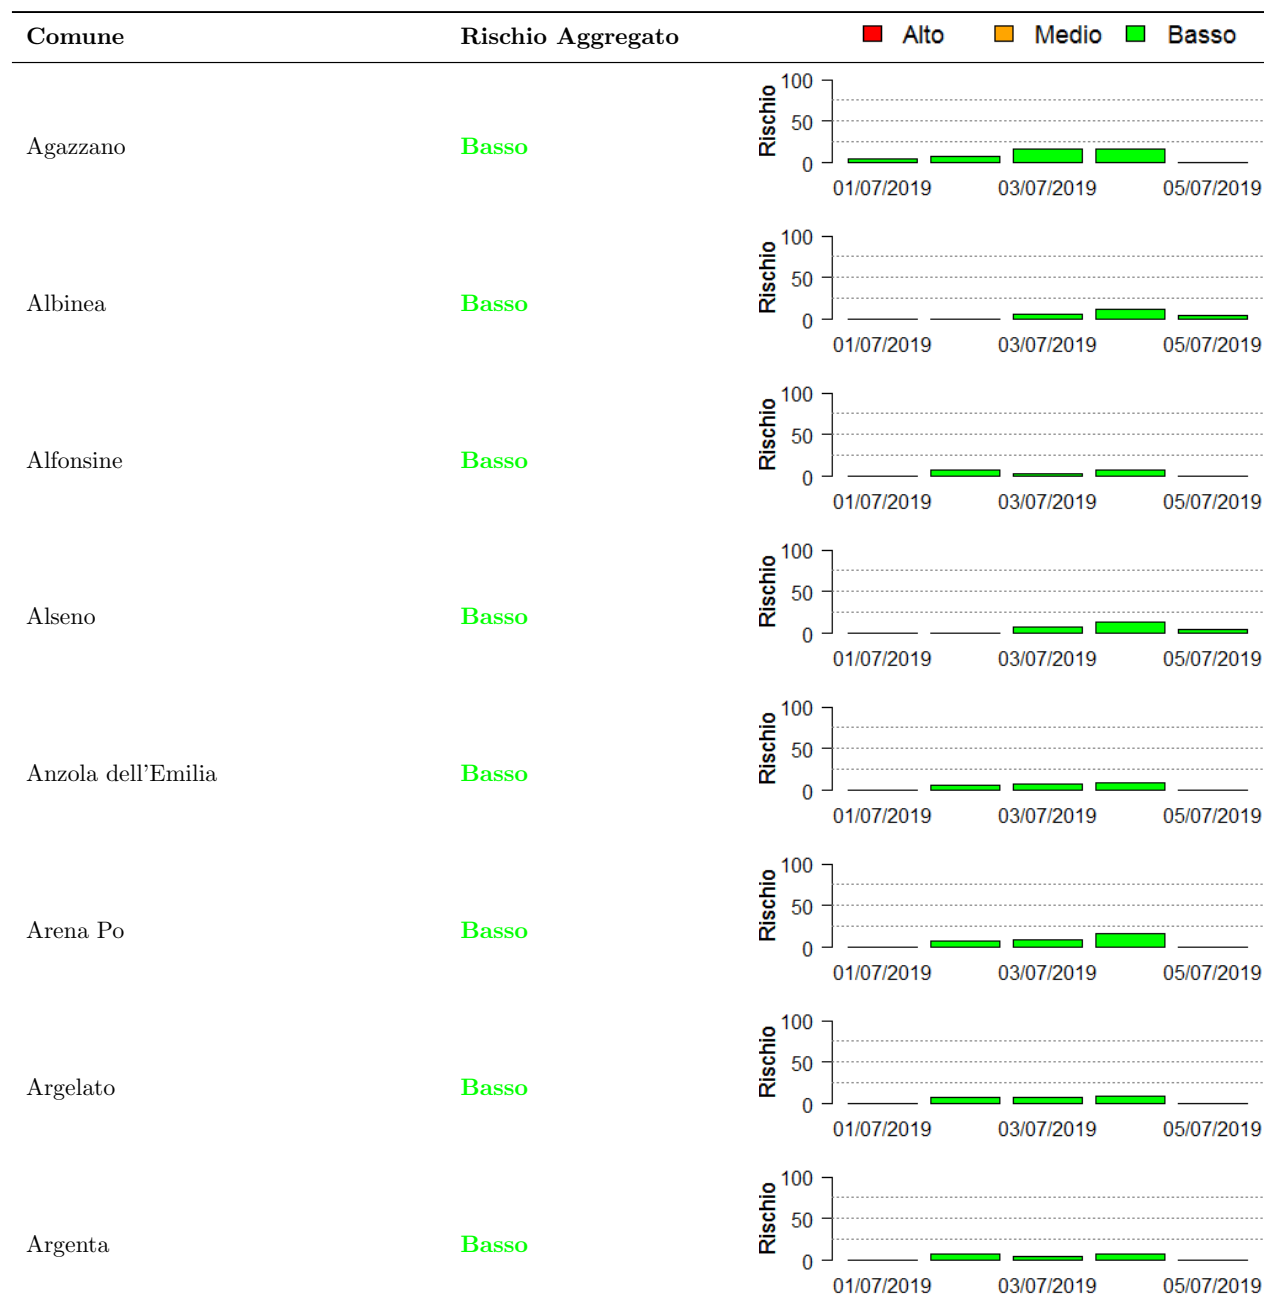 Comune Rischio Aggregato Alto Medio Basso
100
50
0
Rischio
Agazzano Basso
01/07/2019 03/07/2019 05/07/2019
100
50
0
Rischio
Albinea Basso
01/07/2019 03/07/2019 05/07/2019
100
50
0
Rischio
Alfonsine Basso
01/07/2019 03/07/2019 05/07/2019
100
50
0
Rischio
Alseno Basso
01/07/2019 03/07/2019 05/07/2019
100
50
0
Rischio
Anzola dell'Emilia Basso
01/07/2019 03/07/2019 05/07/2019
100
50
0
Rischio
Arena Po Basso
01/07/2019 03/07/2019 05/07/2019
100
50
0
Rischio
Argelato Basso
01/07/2019 03/07/2019 05/07/2019
100
50
0
Rischio
Argenta Basso
01/07/2019 03/07/2019 05/07/2019